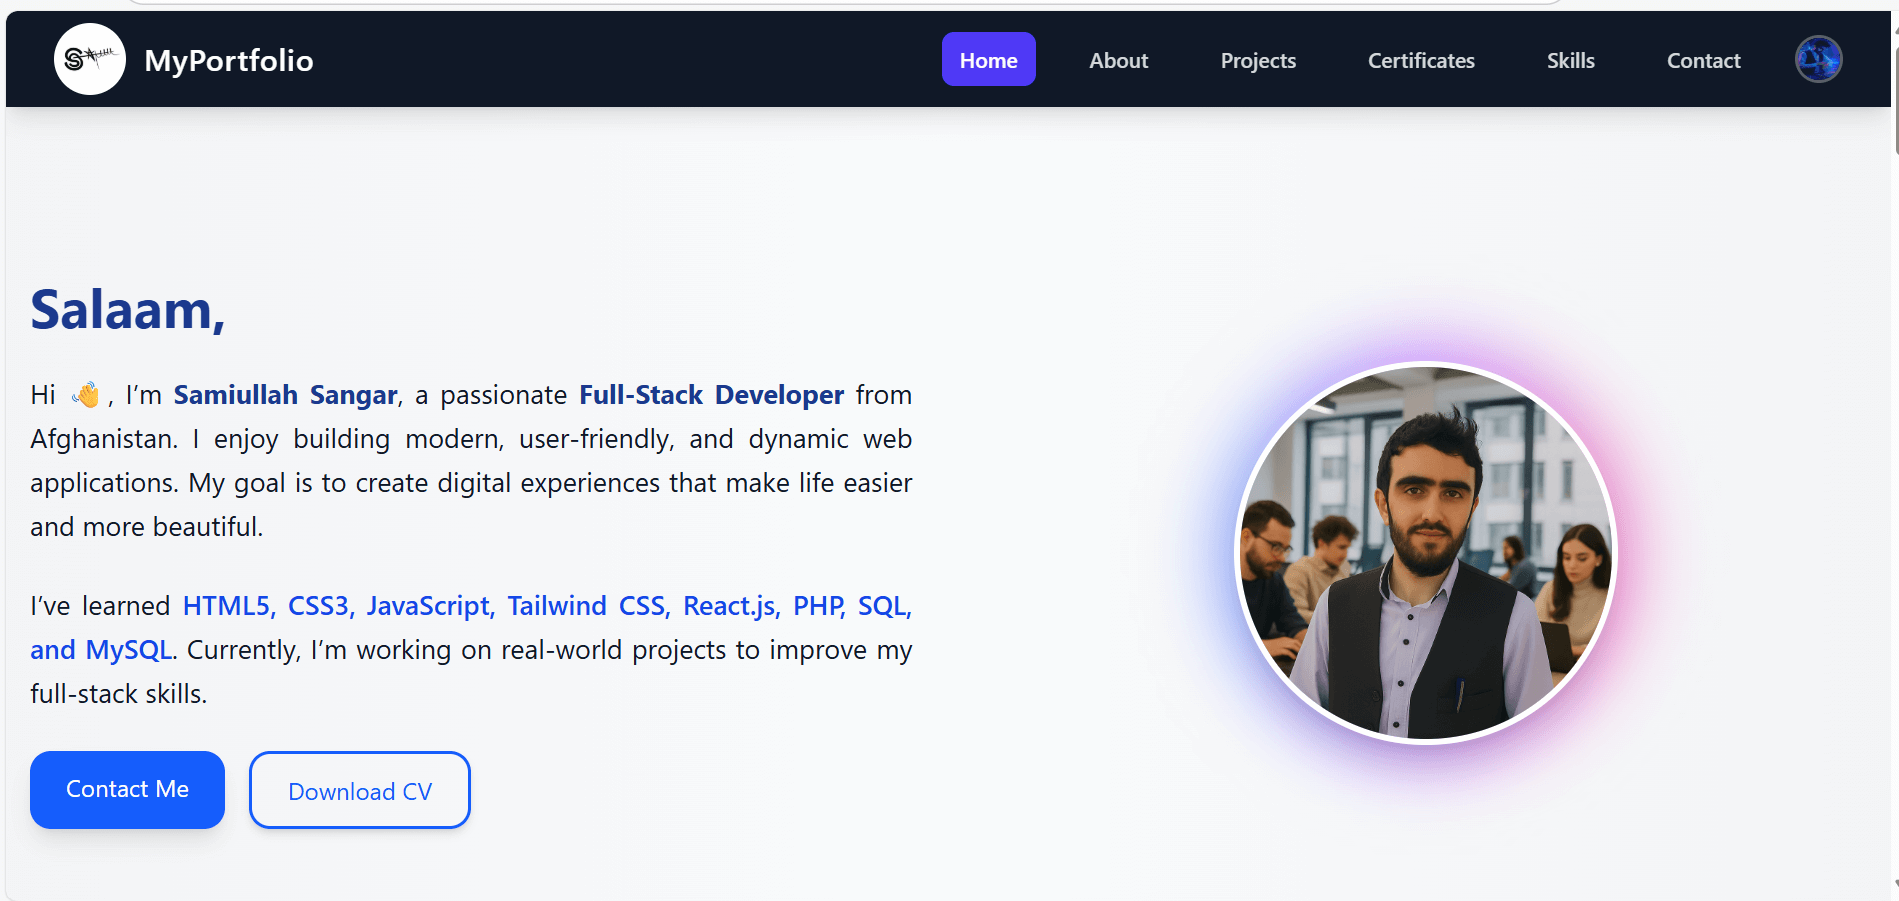 MyPortfolio
Home
About
Projects
Certificates
Skills
Contact
Salaam,
Hi 👋, I’m Samiullah Sangar, a passionate Full-Stack Developer from
Afghanistan. I enjoy building modern, user-friendly, and dynamic web
applications. My goal is to create digital experiences that make life easier
and more beautiful.
I’ve learned HTML5, CSS3, JavaScript, Tailwind CSS, React.js, PHP, SQL,
and MySQL. Currently, I’m working on real-world projects to improve my
full-stack skills.
Contact Me
Download CV